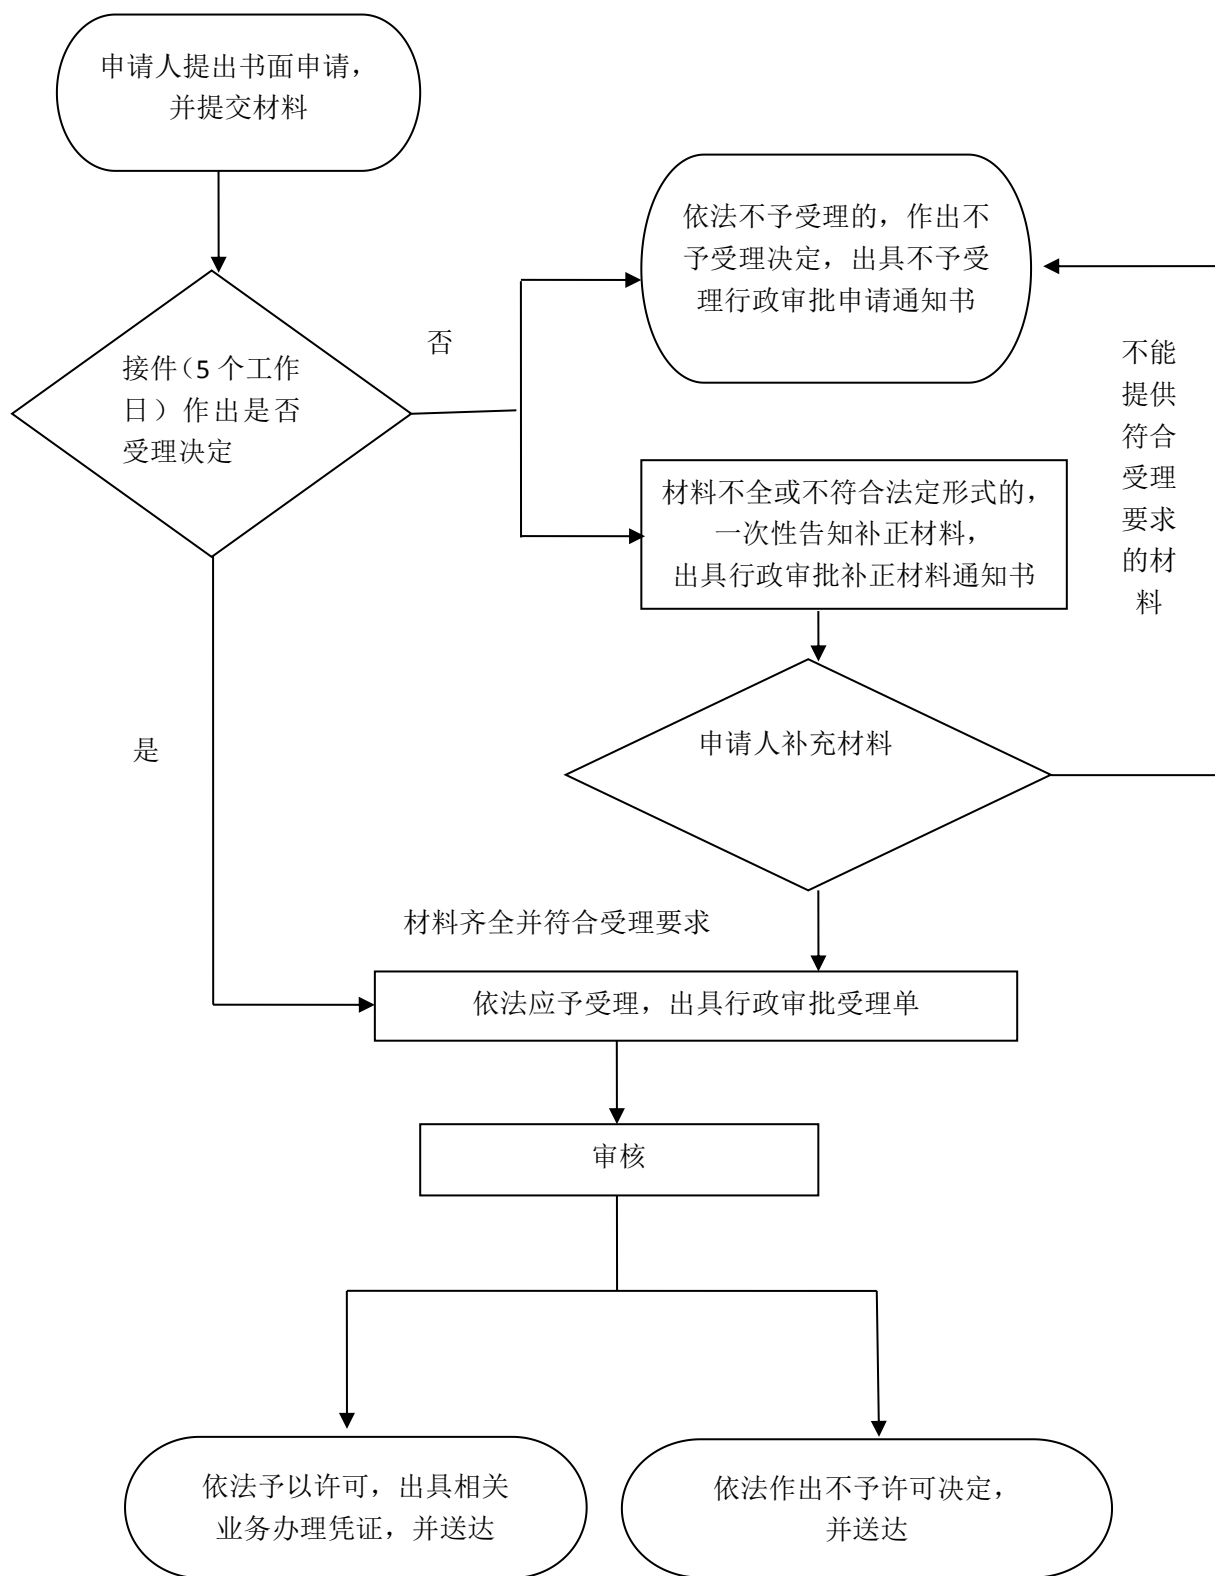 申请人提出书面申请，
并提交材料
依法不予受理的，作出不
予受理决定，出具不予受
理行政审批申请通知书
否
接件（5 个工作
日）作出是否
受理决定
不能
提供
符合
受理
要求
的材
料
材料不全或不符合法定形式的，
一次性告知补正材料，
出具行政审批补正材料通知书
申请人补充材料
是
材料齐全并符合受理要求
依法应予受理，出具行政审批受理单
审核
依法予以许可，出具相关
业务办理凭证，并送达
依法作出不予许可决定，
并送达